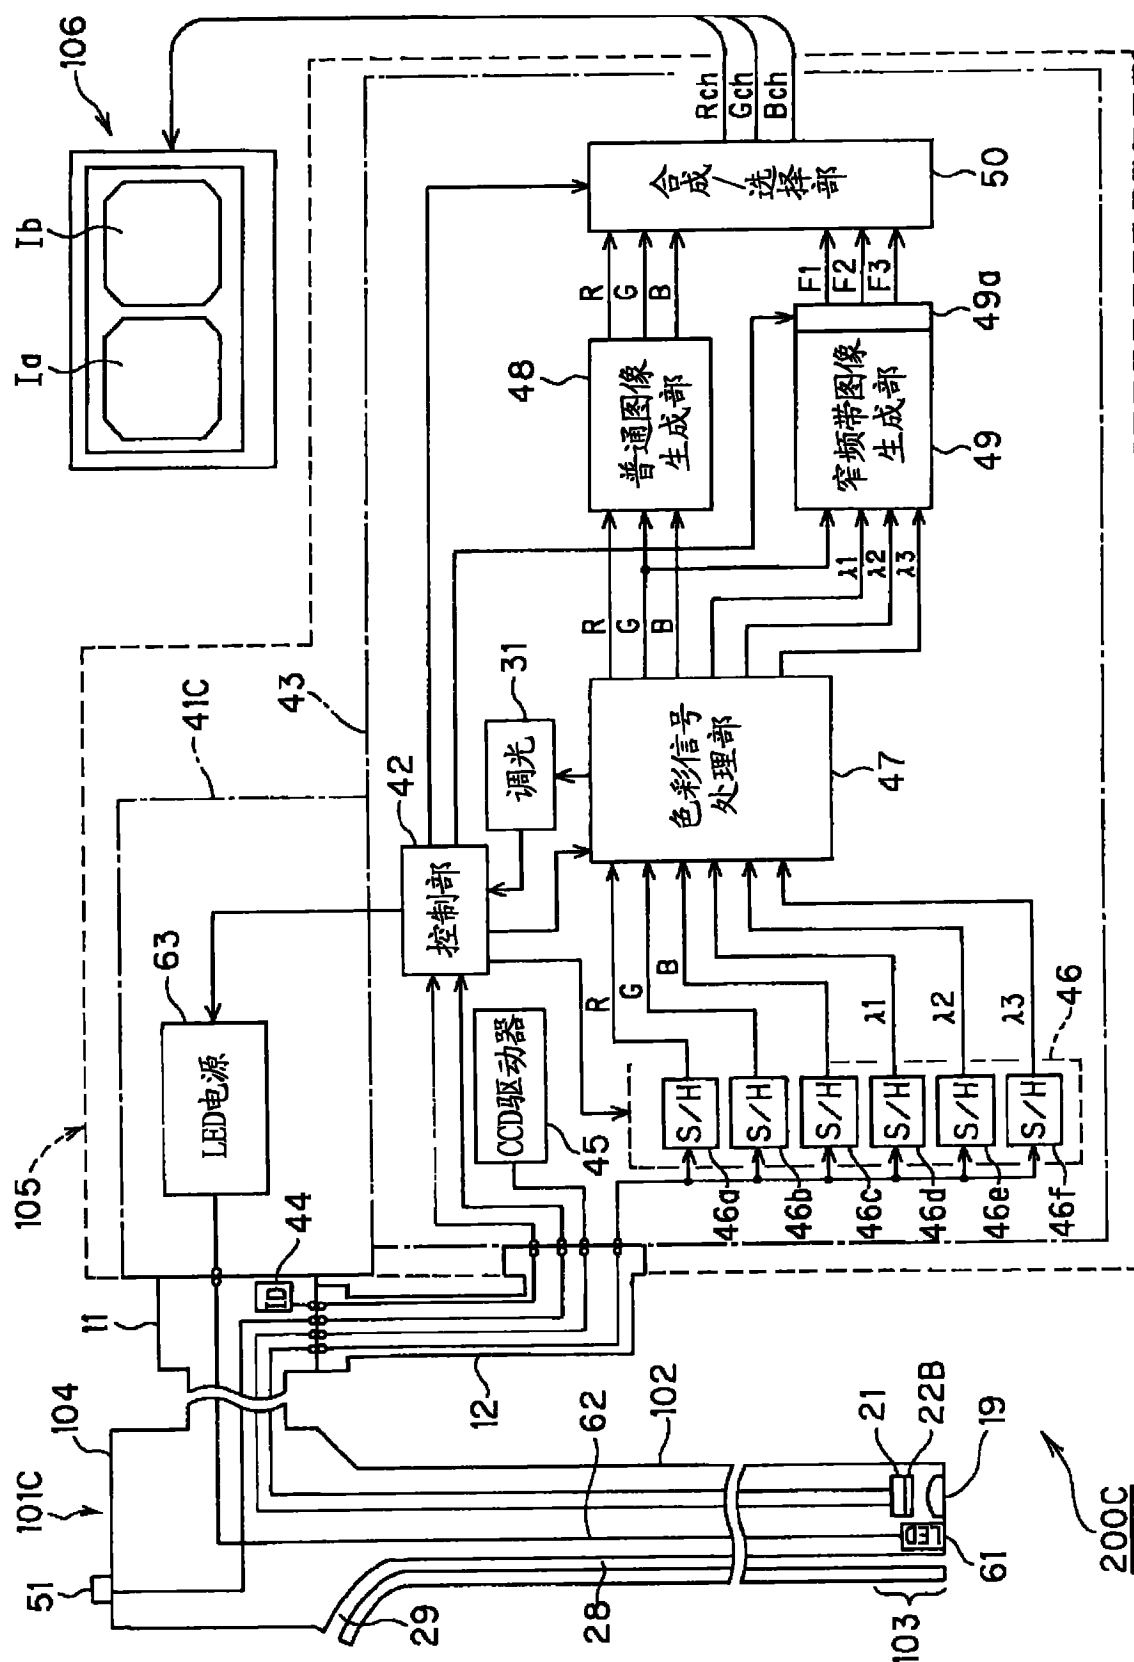 106
Ib
Ia
Rch
Gch
Bch
合成/
选择部
50
R
G
B
F1
F2
F3
49a
48
普通图像
生成部
窄频带图像
生成部
49
R
G
B
λ1
λ2
λ3
105
41C
43
42
控制部
31
调光
色彩信号
处理部
47
63
LED电源
CCD驱动器
45
R
G
B
λ1
λ2
λ3
46
S/H
S/H
S/H
S/H
S/H
S/H
46a
46b
46c
46d
46e
46f
44
ID
11
12
101C
104
51
102
62
21
22B
19
LED
61
28
29
103
200C